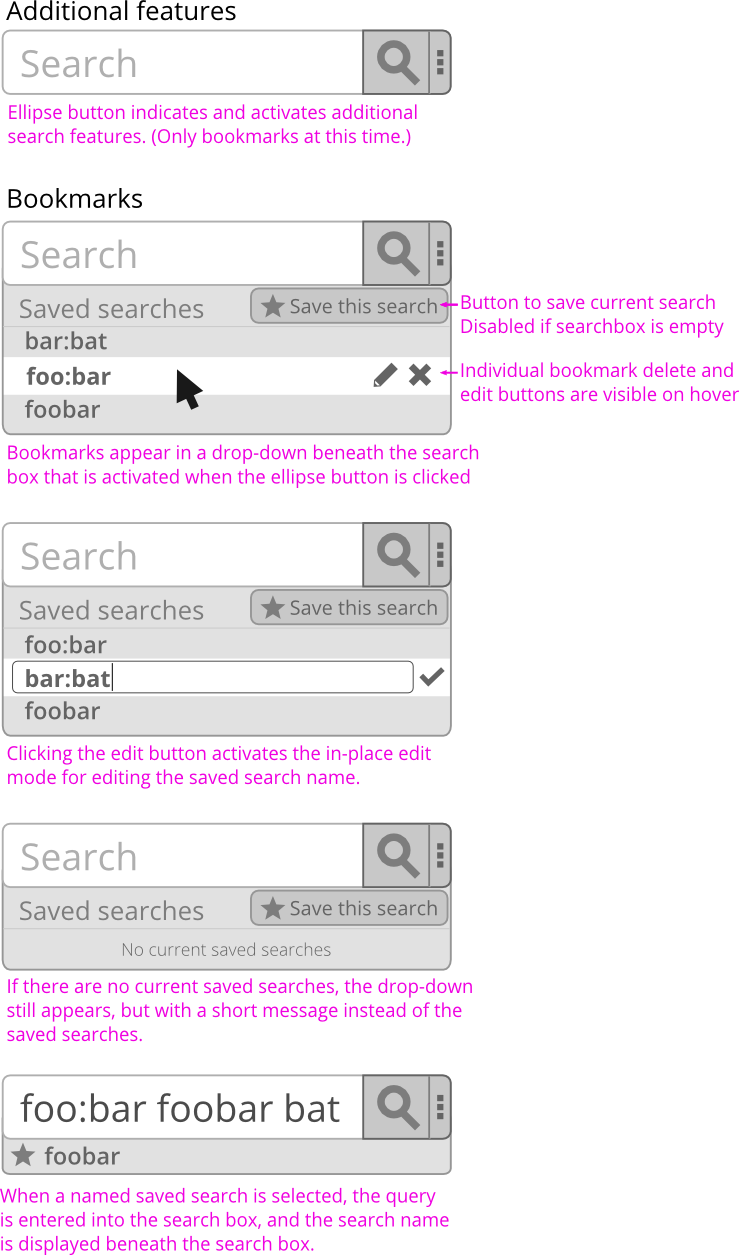 Additional features
Search
Ellipse button indicates and activates additional
search features. (Only bookmarks at this time.)
Bookmarks
Search
Saved searches
Save this search
Button to save current search
Disabled if searchbox is empty
bar:bat
foo:bar
Individual bookmark delete and
edit buttons are visible on hover
foobar
Bookmarks appear in a drop-down beneath the search
box that is activated when the ellipse button is clicked
Search
Saved searches
Save this search
foo:bar
bar:bat
foobar
Clicking the edit button activates the in-place edit
mode for editing the saved search name.
Search
Saved searches
Save this search
No current saved searches
If there are no current saved searches, the drop-down
still appears, but with a short message instead of the
saved searches.
foo:bar foobar bat
foobar
When a named saved search is selected, the query
is entered into the search box, and the search name
is displayed beneath the search box.